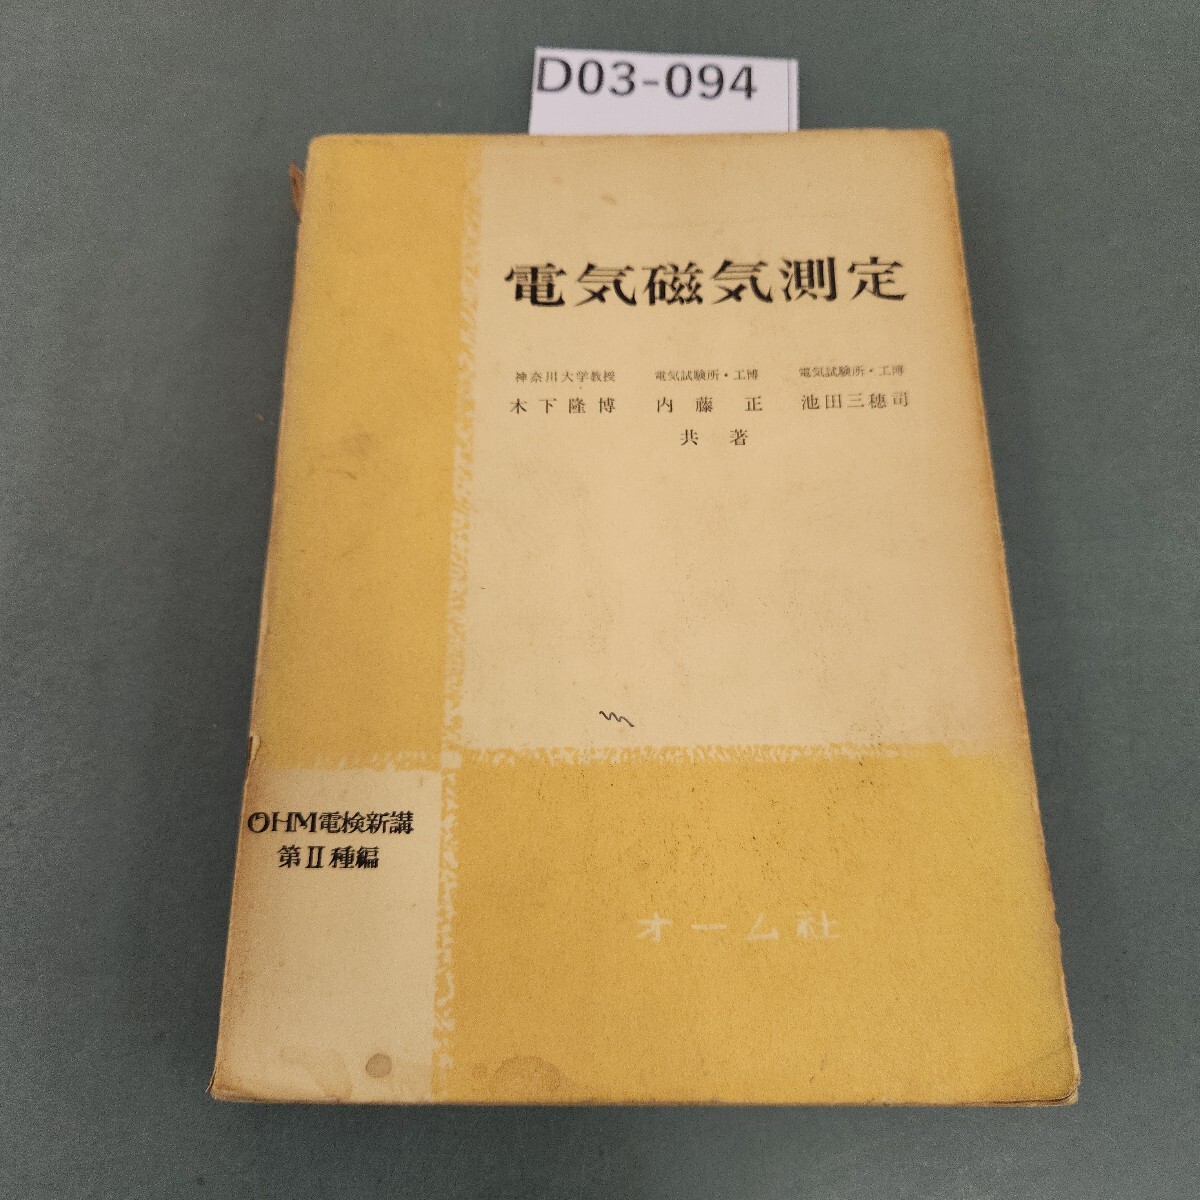 D03-094
電気磁気測定
神奈川大学教授 電気試験所・工博 電気試験所・工博
木下隆博 内藤正 池田三穂司
共著
OHM電検新講
第II種編
オーム社